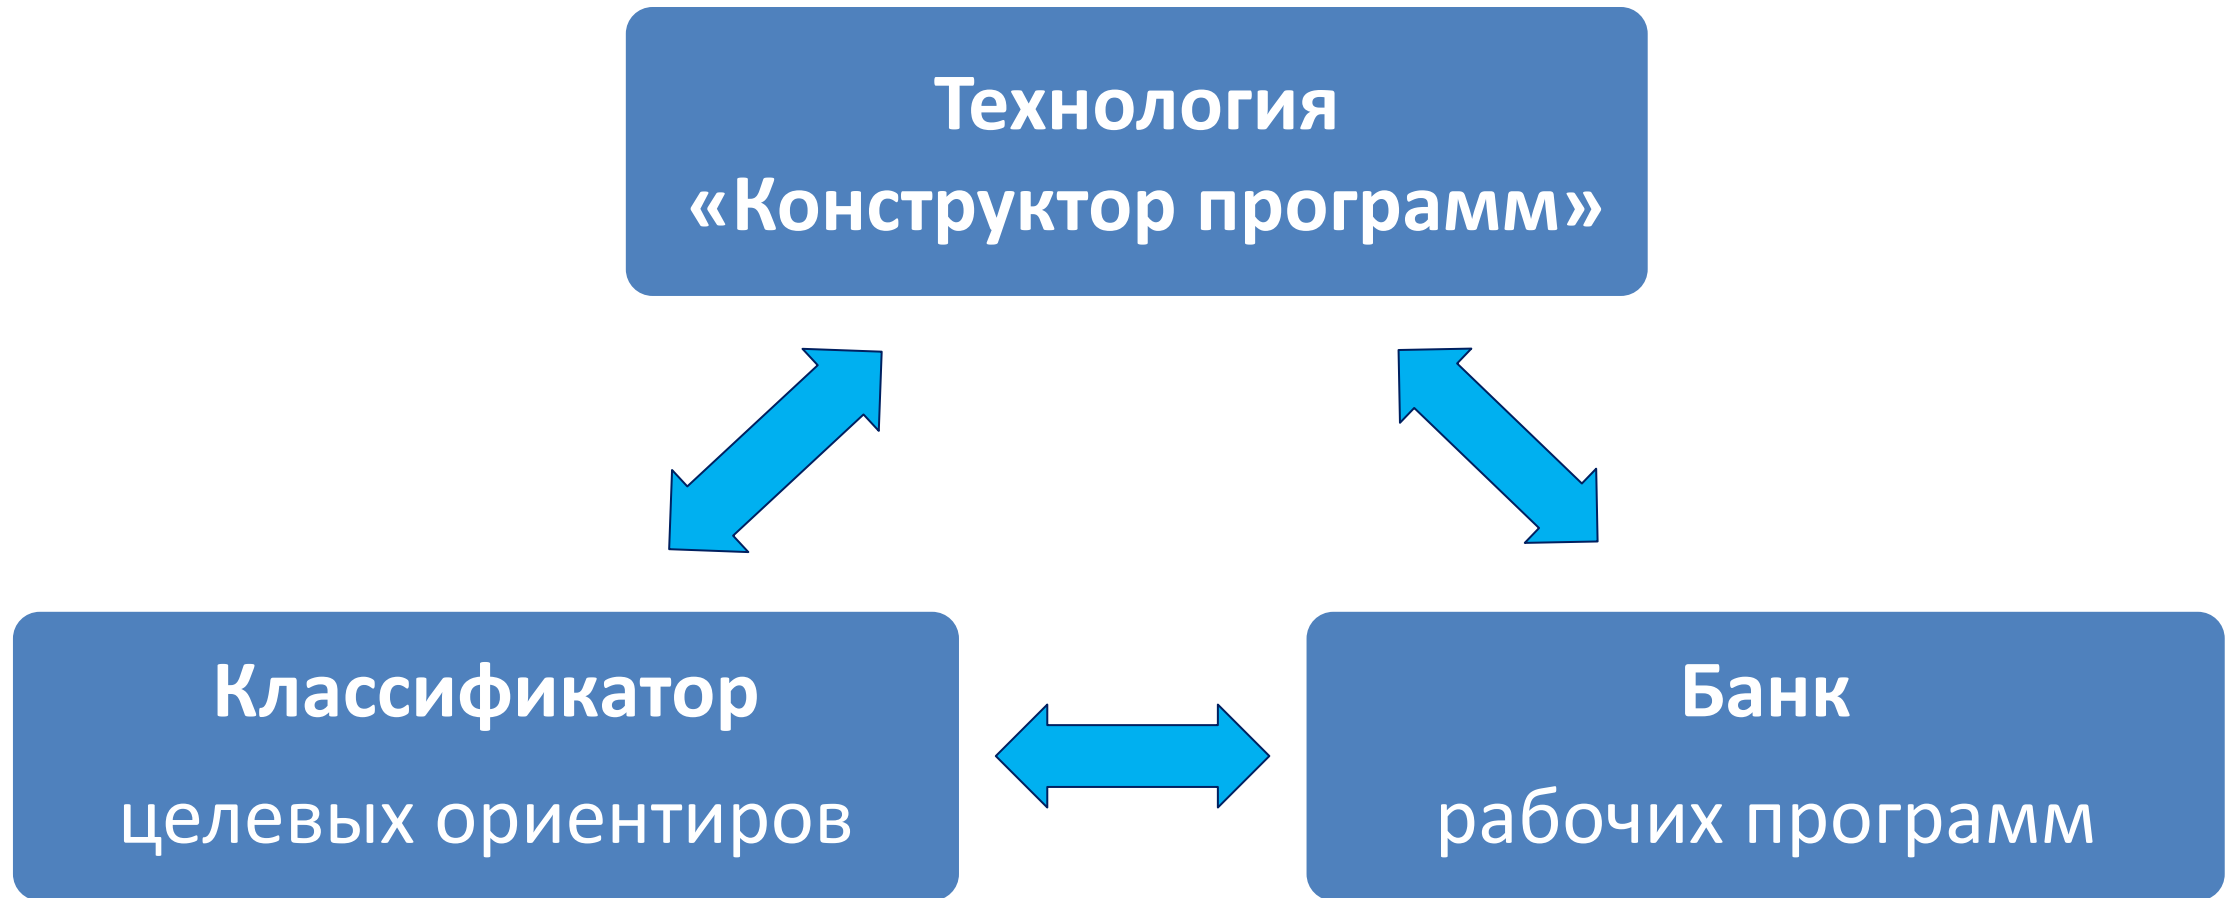 Технология
«Конструктор программ»
Классификатор
целевых ориентиров
Банк
рабочих программ